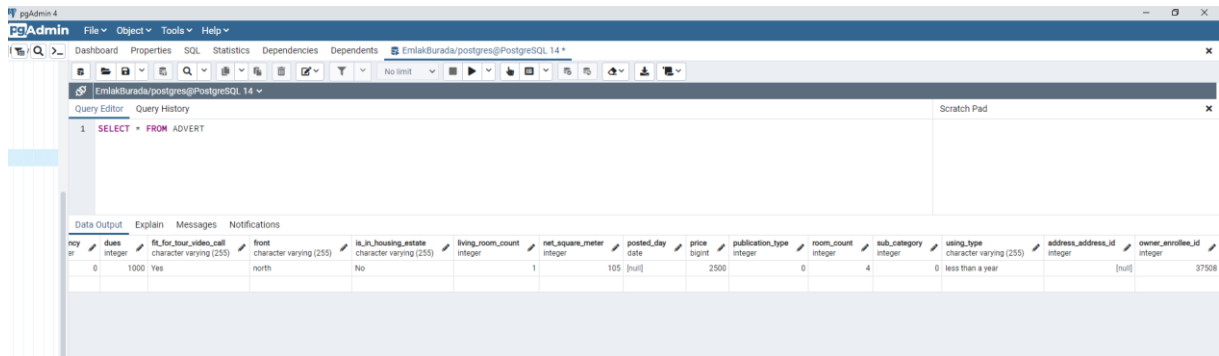 pgAdmin 4
pgAdmin File Object Tools Help
Dashboard Properties SQL Statistics Dependencies Dependents EmlakBurada/postgres@PostgreSQL 14 *
No limit
EmlakBurada/postgres@PostgreSQL 14
Query Editor Query History Scratch Pad
1 SELECT * FROM ADVERT
Data Output Explain Messages Notifications
ncy dues fit_for_tour_video_call front is_in_housing_estate living_room_count net_square_meter posted_day price publication_type room_count sub_category using_type address_address_id owner_enrollee_id
er integer character varying (255) character varying (255) character varying (255) integer integer date bigint integer integer integer character varying (255) integer integer
0 1000 Yes north No 1 105 [null] 2500 0 4 0 less than a year [null] 37508